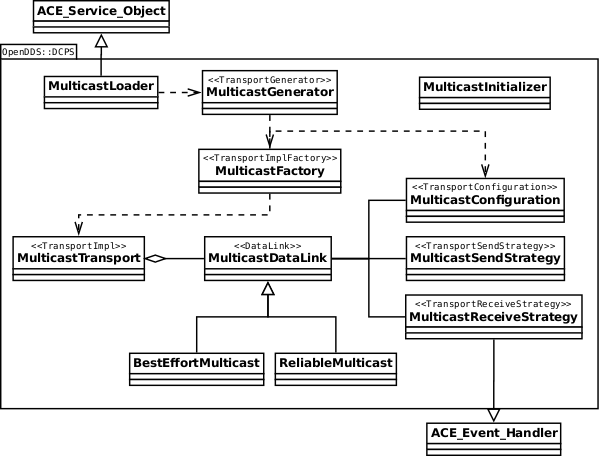 ACE_Service_Object
OpenDDS::DCPS
MulticastLoader
<<TransportGenerator>>
MulticastGenerator
MulticastInitializer
<<TransportImplFactory>>
MulticastFactory
<<TransportConfiguration>>
MulticastConfiguration
<<TransportImpl>>
MulticastTransport
<<DataLink>>
MulticastDataLink
<<TransportSendStrategy>>
MulticastSendStrategy
<<TransportReceiveStrategy>>
MulticastReceiveStrategy
BestEffortMulticast
ReliableMulticast
ACE_Event_Handler